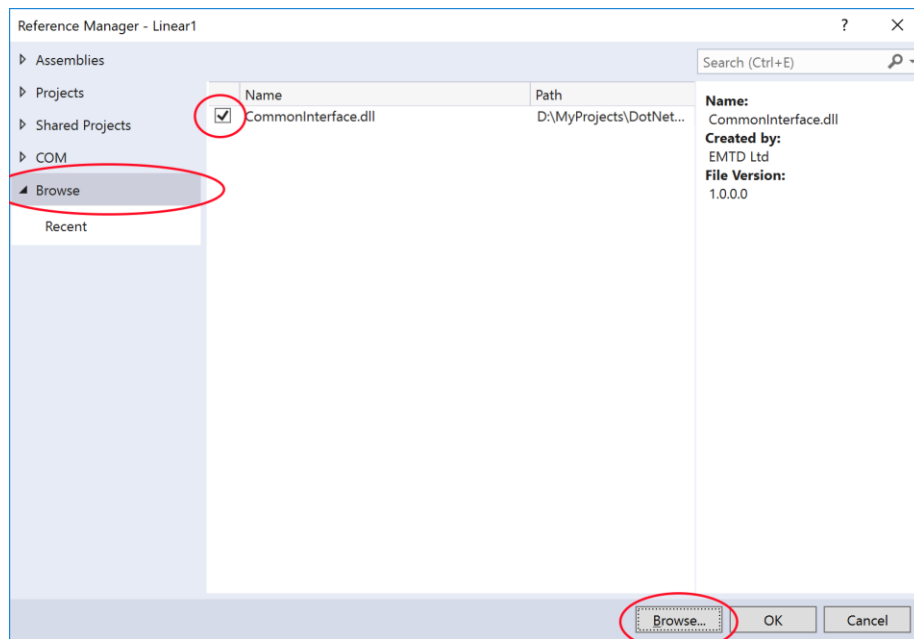 Reference Manager - Linear1
Assemblies
Projects
Shared Projects
COM
Browse
Recent
Name Path
CommonInterface.dll D:\MyProjects\DotNet...
Search (Ctrl+E)
Name:
CommonInterface.dll
Created by:
EMTD Ltd
File Version:
1.0.0.0
Browse... OK Cancel